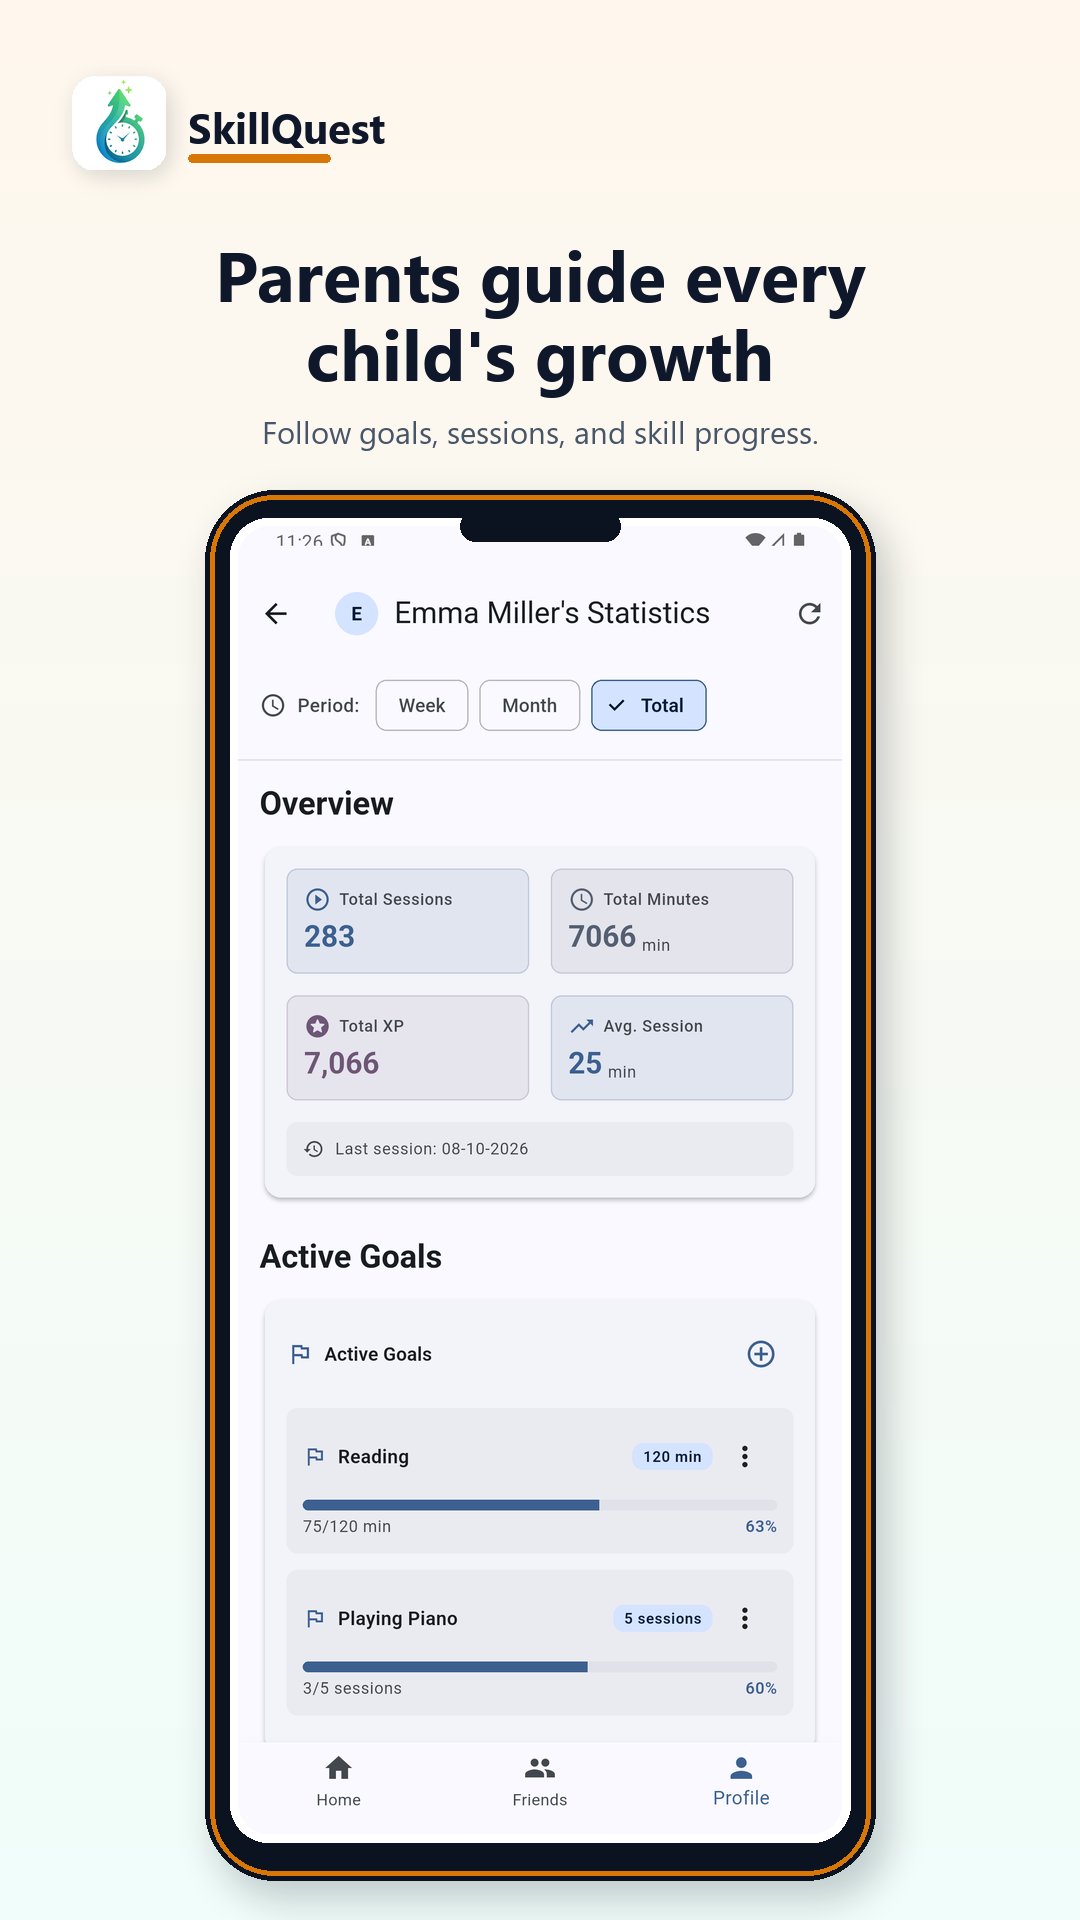 SkillQuest
Parents guide every
child's growth
Follow goals, sessions, and skill progress.
11:26
E
Emma Miller's Statistics
Period:
Week
Month
Total
Overview
Total Sessions
283
Total Minutes
7066 min
Total XP
7,066
Avg. Session
25 min
Last session: 08-10-2026
Active Goals
Active Goals
Reading
120 min
75/120 min
63%
Playing Piano
5 sessions
3/5 sessions
60%
Home
Friends
Profile